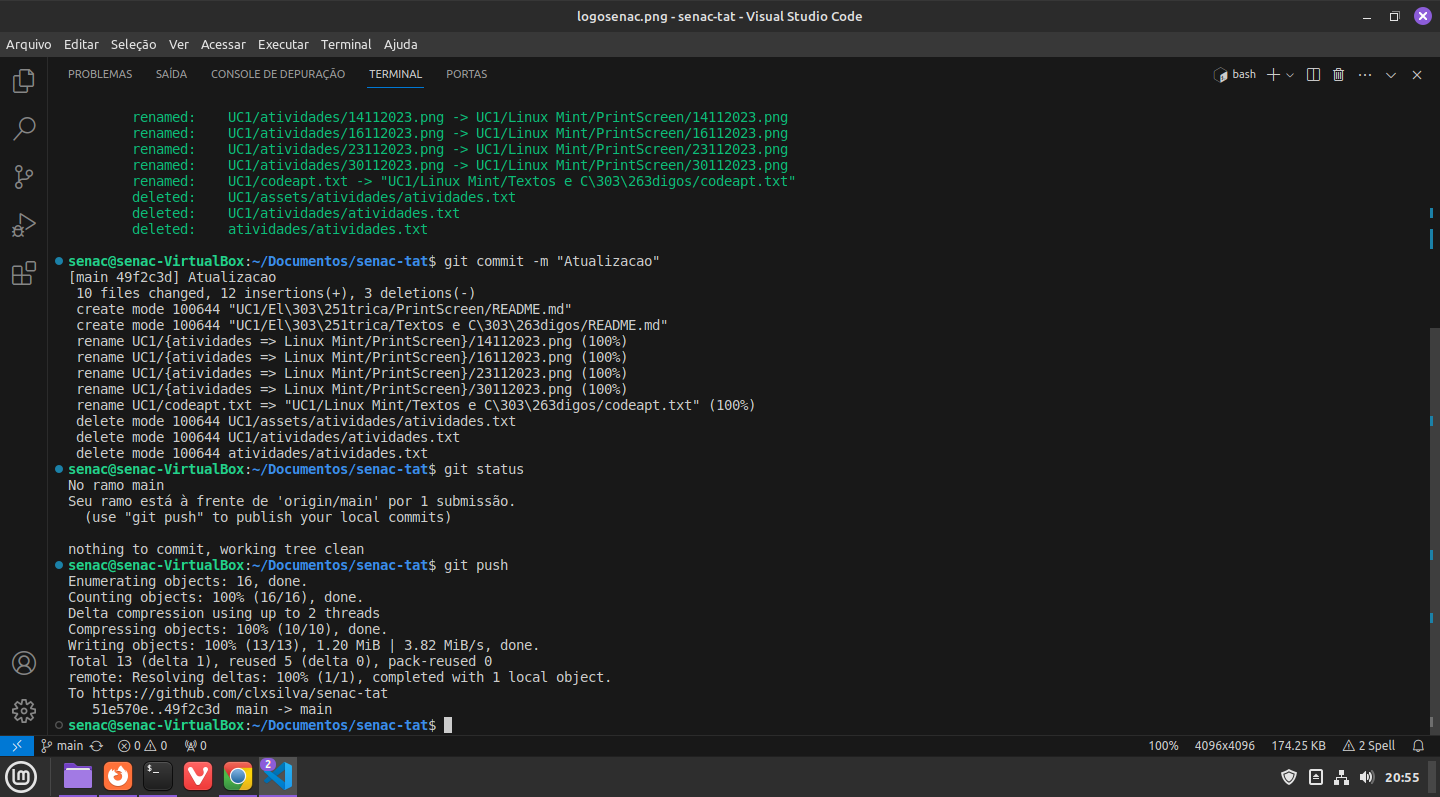 logosenac.png - senac-tat - Visual Studio Code
Arquivo Editar Seleção Ver Acessar Executar Terminal Ajuda
PROBLEMAS SAÍDA CONSOLE DE DEPURAÇÃO TERMINAL PORTAS bash
renamed: UC1/atividades/14112023.png -> UC1/Linux Mint/PrintScreen/14112023.png
renamed: UC1/atividades/16112023.png -> UC1/Linux Mint/PrintScreen/16112023.png
renamed: UC1/atividades/23112023.png -> UC1/Linux Mint/PrintScreen/23112023.png
renamed: UC1/atividades/30112023.png -> UC1/Linux Mint/PrintScreen/30112023.png
renamed: UC1/codeapt.txt -> "UC1/Linux Mint/Textos e C\303\263digos/codeapt.txt"
deleted: UC1/assets/atividades/atividades.txt
deleted: UC1/atividades/atividades.txt
deleted: atividades/atividades.txt
senac@senac-VirtualBox:~/Documentos/senac-tat$ git commit -m "Atualizacao"
[main 49f2c3d] Atualizacao
10 files changed, 12 insertions(+), 3 deletions(-)
create mode 100644 "UC1/El\303\251trica/PrintScreen/README.md"
create mode 100644 "UC1/El\303\251trica/Textos e C\303\263digos/README.md"
rename UC1/{atividades => Linux Mint/PrintScreen}/14112023.png (100%)
rename UC1/{atividades => Linux Mint/PrintScreen}/16112023.png (100%)
rename UC1/{atividades => Linux Mint/PrintScreen}/23112023.png (100%)
rename UC1/{atividades => Linux Mint/PrintScreen}/30112023.png (100%)
rename UC1/codeapt.txt => "UC1/Linux Mint/Textos e C\303\263digos/codeapt.txt" (100%)
delete mode 100644 UC1/assets/atividades/atividades.txt
delete mode 100644 UC1/atividades/atividades.txt
delete mode 100644 atividades/atividades.txt
senac@senac-VirtualBox:~/Documentos/senac-tat$ git status
No ramo main
Seu ramo está à frente de 'origin/main' por 1 submissão.
(use "git push" to publish your local commits)
nothing to commit, working tree clean
senac@senac-VirtualBox:~/Documentos/senac-tat$ git push
Enumerating objects: 16, done.
Counting objects: 100% (16/16), done.
Delta compression using up to 2 threads
Compressing objects: 100% (10/10), done.
Writing objects: 100% (13/13), 1.20 MiB | 3.82 MiB/s, done.
Total 13 (delta 1), reused 5 (delta 0), pack-reused 0
remote: Resolving deltas: 100% (1/1), completed with 1 local object.
To https://github.com/clxsilva/senac-tat
51e570e..49f2c3d main -> main
senac@senac-VirtualBox:~/Documentos/senac-tat$
main 0 0 0 100% 4096x4096 174.25 KB 2 Spell
2 20:55